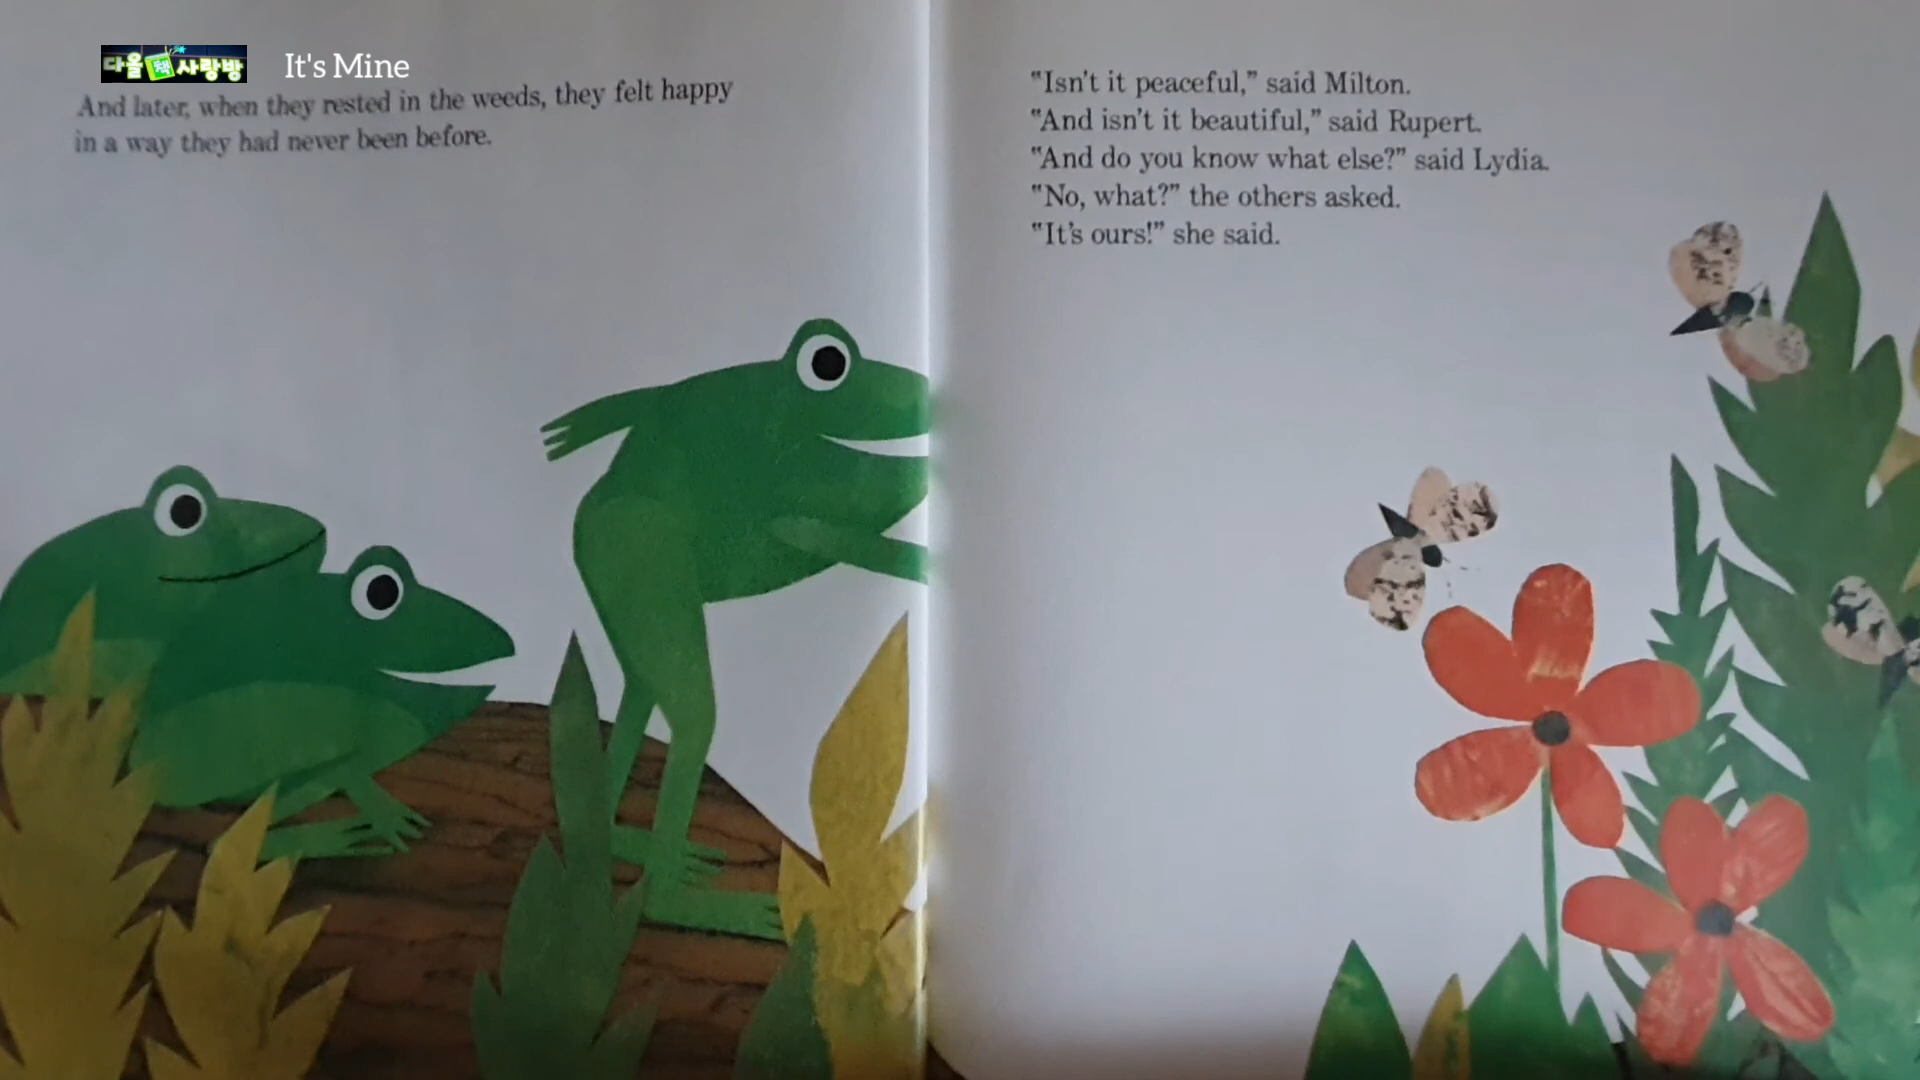 다올책사랑방
It's Mine
And later, when they rested in the weeds, they felt happy
in a way they had never been before.
“Isn't it peaceful,” said Milton.
“And isn't it beautiful,” said Rupert.
“And do you know what else?” said Lydia.
“No, what?” the others asked.
“It's ours!” she said.